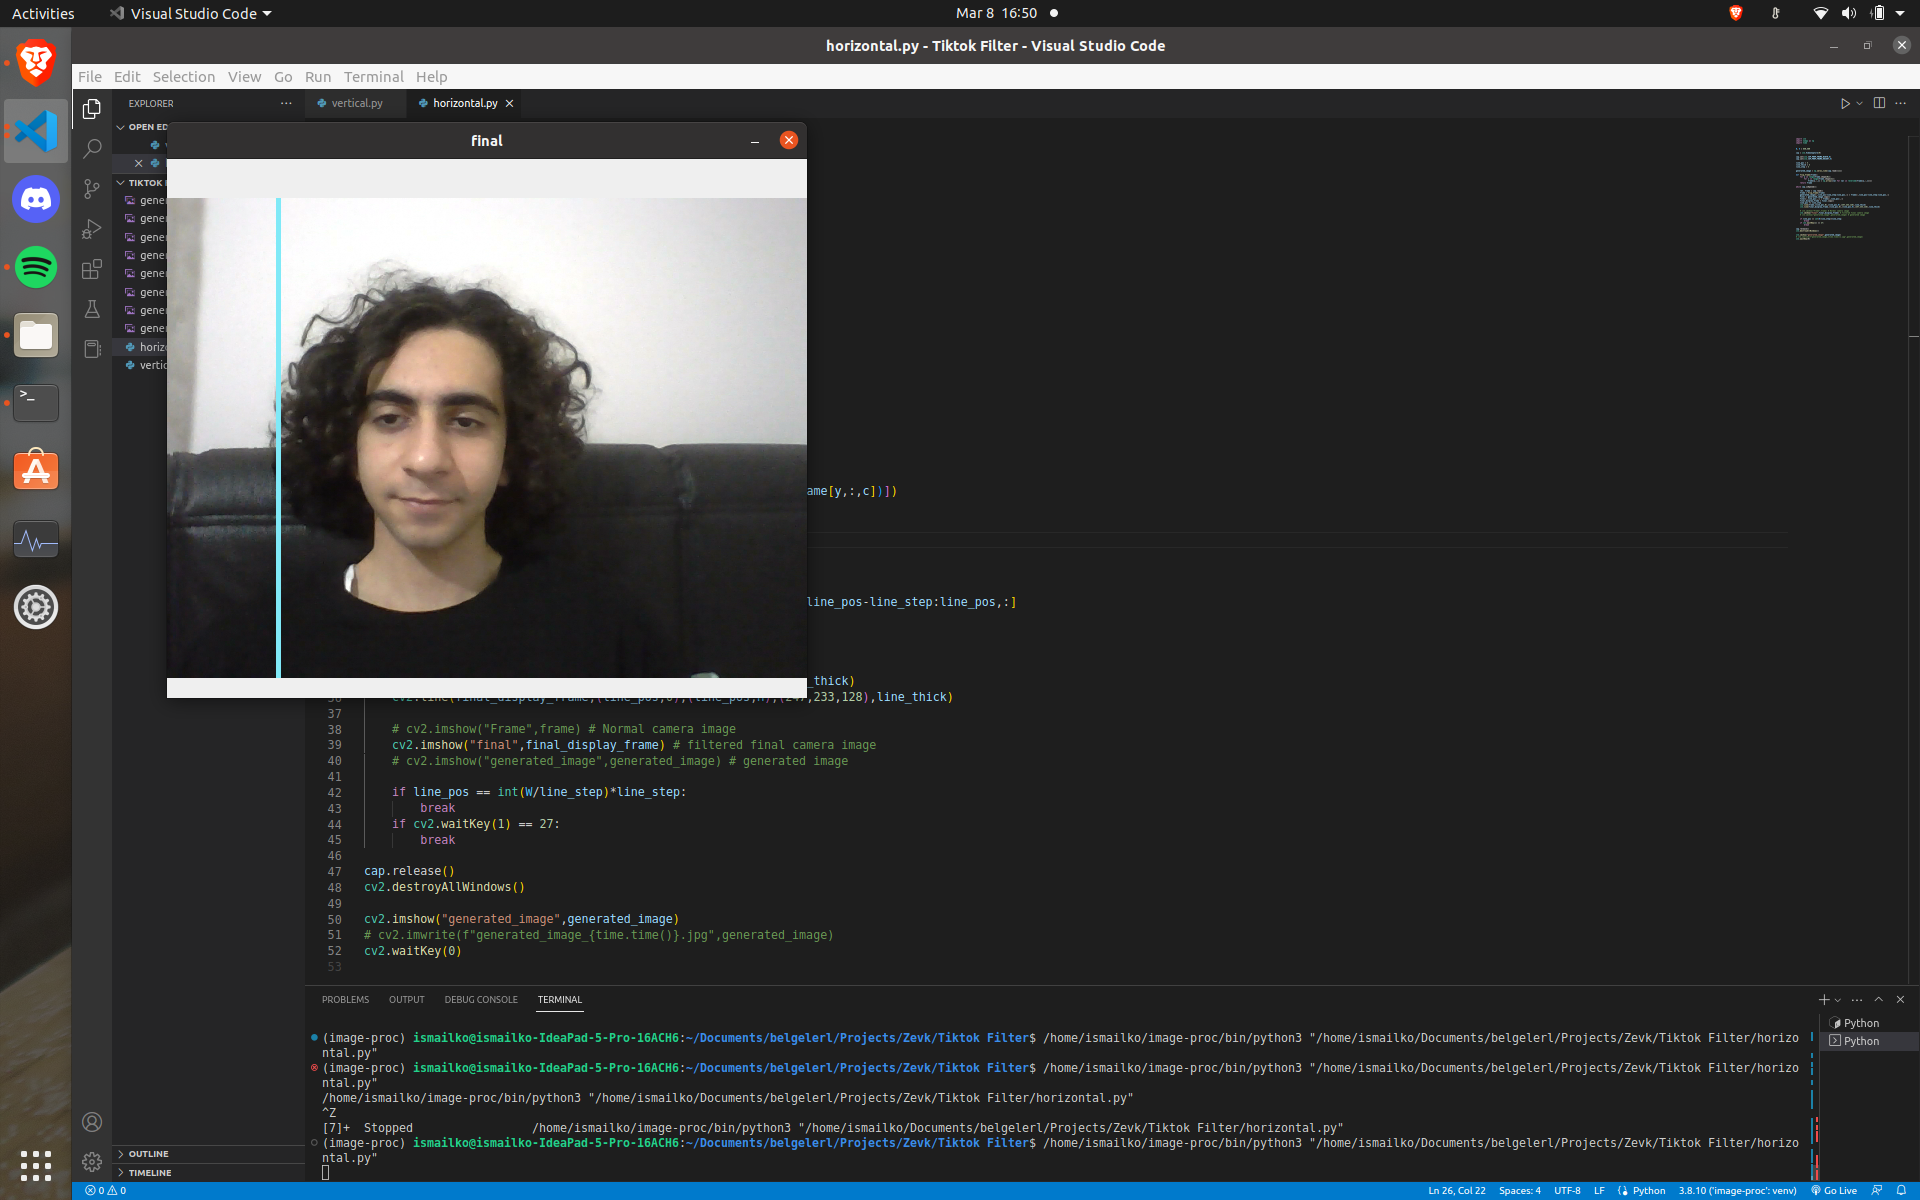 Activities
Visual Studio Code
Mar 8 16:50
horizontal.py - Tiktok Filter - Visual Studio Code
File Edit Selection View Go Run Terminal Help
EXPLORER
vertical.py
horizontal.py
OPEN ED
final
TIKTOK
gene
gene
gene
gene
gene
gene
gene
gene
horiz
vertic
ame[y,:,c])])
line_pos-line_step:line_pos,:]
_thick)
233,128),line_thick)
37
38 # cv2.imshow("Frame",frame) # Normal camera image
39 cv2.imshow("final",final_display_frame) # filtered final camera image
40 # cv2.imshow("generated_image",generated_image) # generated image
41
42 if line_pos == int(W/line_step)*line_step:
43 break
44 if cv2.waitKey(1) == 27:
45 break
46
47 cap.release()
48 cv2.destroyAllWindows()
49
50 cv2.imshow("generated_image",generated_image)
51 # cv2.imwrite(f"generated_image_{time.time()}.jpg",generated_image)
52 cv2.waitKey(0)
53
PROBLEMS OUTPUT DEBUG CONSOLE TERMINAL
(image-proc) ismailko@ismailko-IdeaPad-5-Pro-16ACH6:~/Documents/belgelerl/Projects/Zevk/Tiktok Filter$ /home/ismailko/image-proc/bin/python3 "/home/ismailko/Documents/belgelerl/Projects/Zevk/Tiktok Filter/horizo
ntal.py"
(image-proc) ismailko@ismailko-IdeaPad-5-Pro-16ACH6:~/Documents/belgelerl/Projects/Zevk/Tiktok Filter$ /home/ismailko/image-proc/bin/python3 "/home/ismailko/Documents/belgelerl/Projects/Zevk/Tiktok Filter/horizo
ntal.py"
/home/ismailko/image-proc/bin/python3 "/home/ismailko/Documents/belgelerl/Projects/Zevk/Tiktok Filter/horizontal.py"
^Z
[7]+ Stopped /home/ismailko/image-proc/bin/python3 "/home/ismailko/Documents/belgelerl/Projects/Zevk/Tiktok Filter/horizontal.py"
(image-proc) ismailko@ismailko-IdeaPad-5-Pro-16ACH6:~/Documents/belgelerl/Projects/Zevk/Tiktok Filter$ /home/ismailko/image-proc/bin/python3 "/home/ismailko/Documents/belgelerl/Projects/Zevk/Tiktok Filter/horizo
ntal.py"
Python
Python
OUTLINE
TIMELINE
0 0
Ln 26, Col 22 Spaces: 4 UTF-8 LF Python 3.8.10 ('image-proc': venv) Go Live